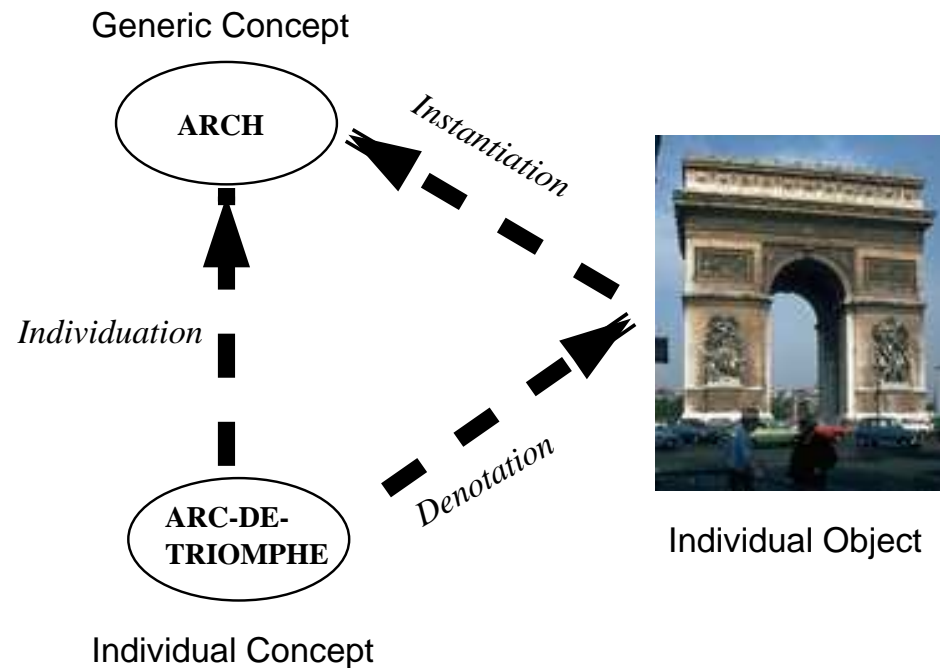 Generic Concept
ARCH
Instantiation
Individuation
Denotation
ARC-DE-
TRIOMPHE
Individual Object
Individual Concept